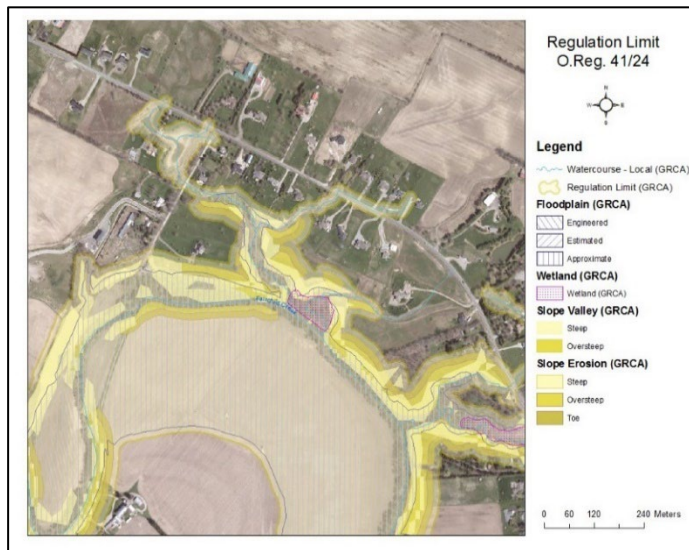 Regulation Limit
O.Reg. 41/24
N
W E
S
Legend
Watercourse - Local (GRCA)
Regulation Limit (GRCA)
Floodplain (GRCA)
Engineered
Estimated
Approximate
Wetland (GRCA)
Wetland (GRCA)
Slope Valley (GRCA)
Steep
Oversteep
Slope Erosion (GRCA)
Steep
Oversteep
Toe
0 60 120 240 Meters